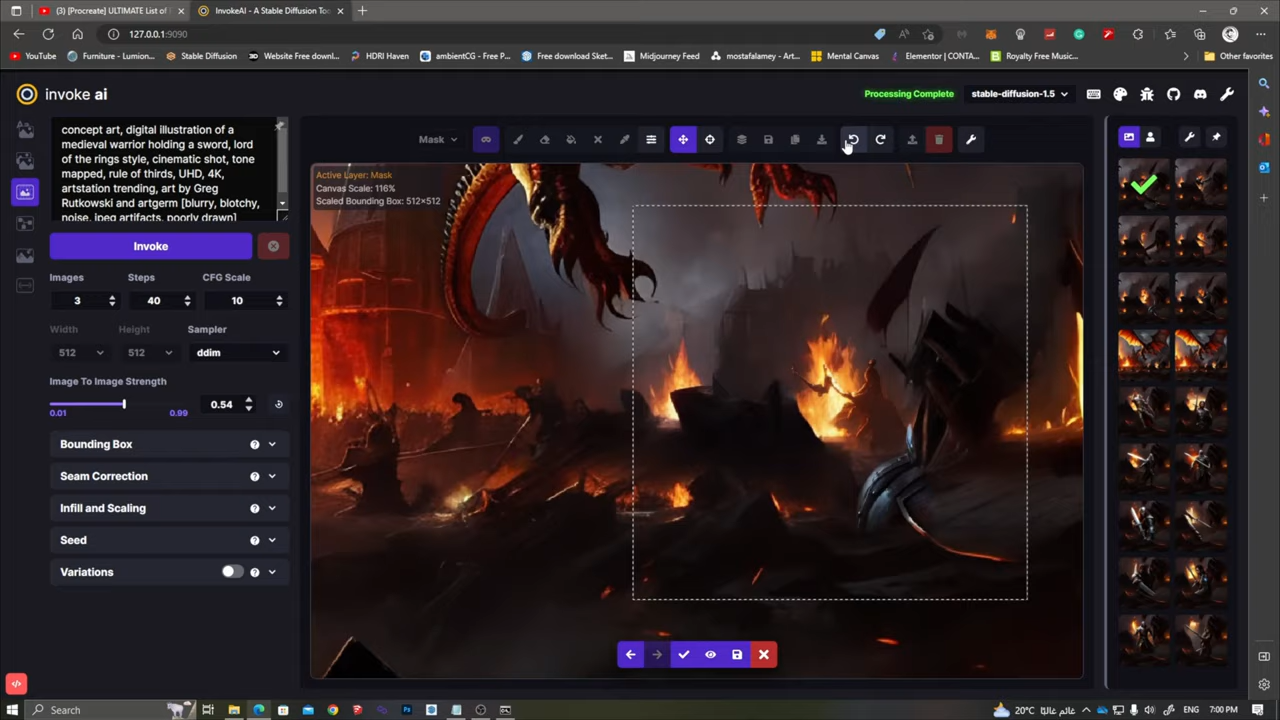 (3) [Procreate] ULTIMATE List of
InvokeAI - A Stable Diffusion Too
127.0.0.1:9090
YouTube
Furniture - Lumion...
Stable Diffusion
Website Free downl...
HDRI Haven
ambientCG - Free P...
Free download Sket...
Midjourney Feed
mostafalamey - Art...
Mental Canvas
Elementor | CONTA...
Royalty Free Music...
Other favorites
invoke ai
Processing Complete
stable-diffusion-1.5
concept art, digital illustration of a
medieval warrior holding a sword, lord
of the rings style, cinematic shot, tone
mapped, rule of thirds, UHD, 4K,
artstation trending, art by Greg
Rutkowski and artgerm [blurry, blotchy,
noise, jpeg artifacts, poorly drawn]
Mask
Active Layer: Mask
Canvas Scale: 116%
Scaled Bounding Box: 512×512
Invoke
Images
Steps
CFG Scale
3
40
10
Width
Height
Sampler
512
512
ddim
Image To Image Strength
0.54
0.01
0.99
Bounding Box
Seam Correction
Infill and Scaling
Seed
Variations
Search
Ps
20°C
ENG
7:00 PM